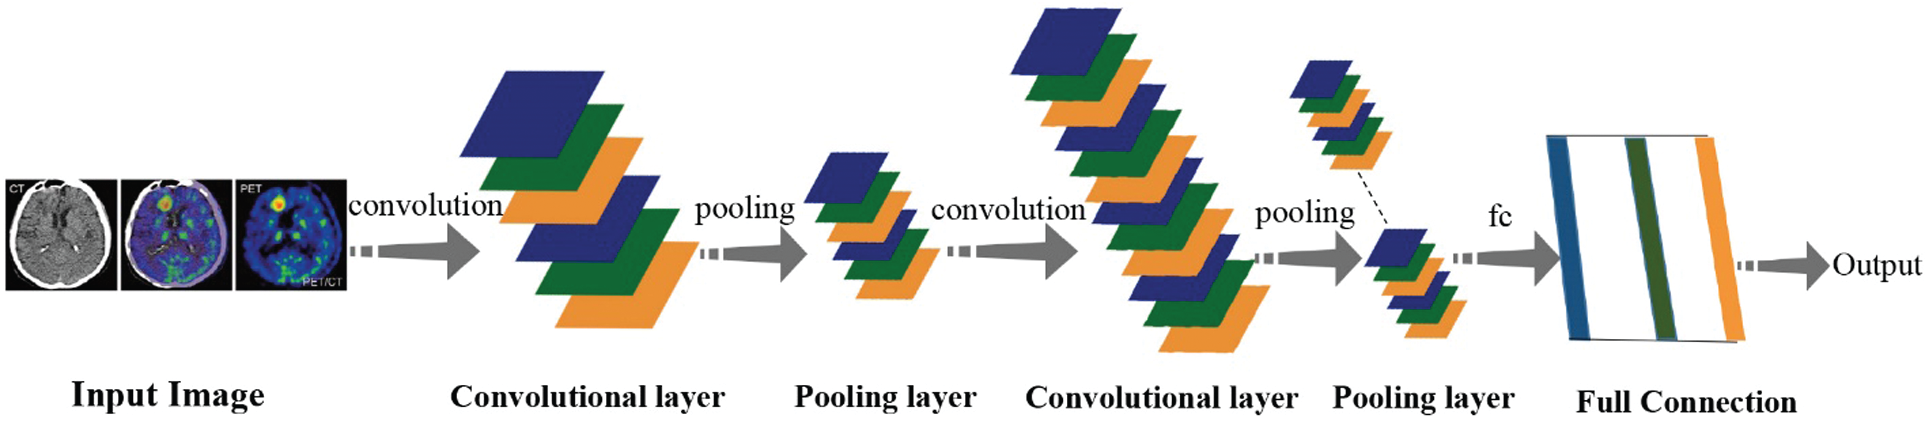 CT
PET
PET/CT
convolution
pooling
convolution
pooling
fc
Output
Input Image
Convolutional layer
Pooling layer
Convolutional layer
Pooling layer
Full Connection